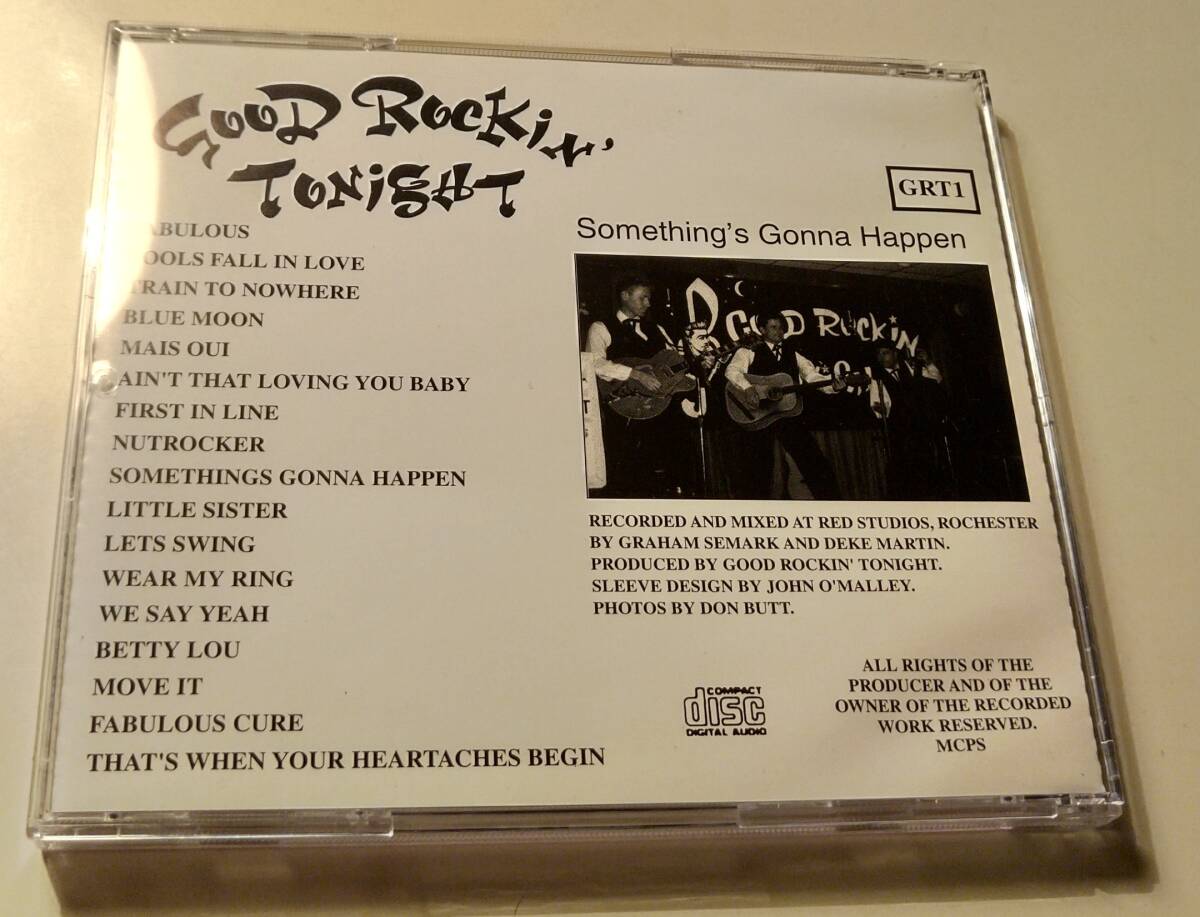 GOOD ROCKIN'
TONIGHT
FABULOUS
FOOLS FALL IN LOVE
TRAIN TO NOWHERE
BLUE MOON
MAIS OUI
AIN'T THAT LOVING YOU BABY
FIRST IN LINE
NUTROCKER
SOMETHINGS GONNA HAPPEN
LITTLE SISTER
LETS SWING
WEAR MY RING
WE SAY YEAH
BETTY LOU
MOVE IT
FABULOUS CURE
THAT'S WHEN YOUR HEARTACHES BEGIN
GRT1
Something's Gonna Happen
GOOD ROCKIN
RECORDED AND MIXED AT RED STUDIOS, ROCHESTER
BY GRAHAM SEMARK AND DEKE MARTIN.
PRODUCED BY GOOD ROCKIN' TONIGHT.
SLEEVE DESIGN BY JOHN O'MALLEY.
PHOTOS BY DON BUTT.
COMPACT
disc
DIGITAL AUDIO
ALL RIGHTS OF THE
PRODUCER AND OF THE
OWNER OF THE RECORDED
WORK RESERVED.
MCPS